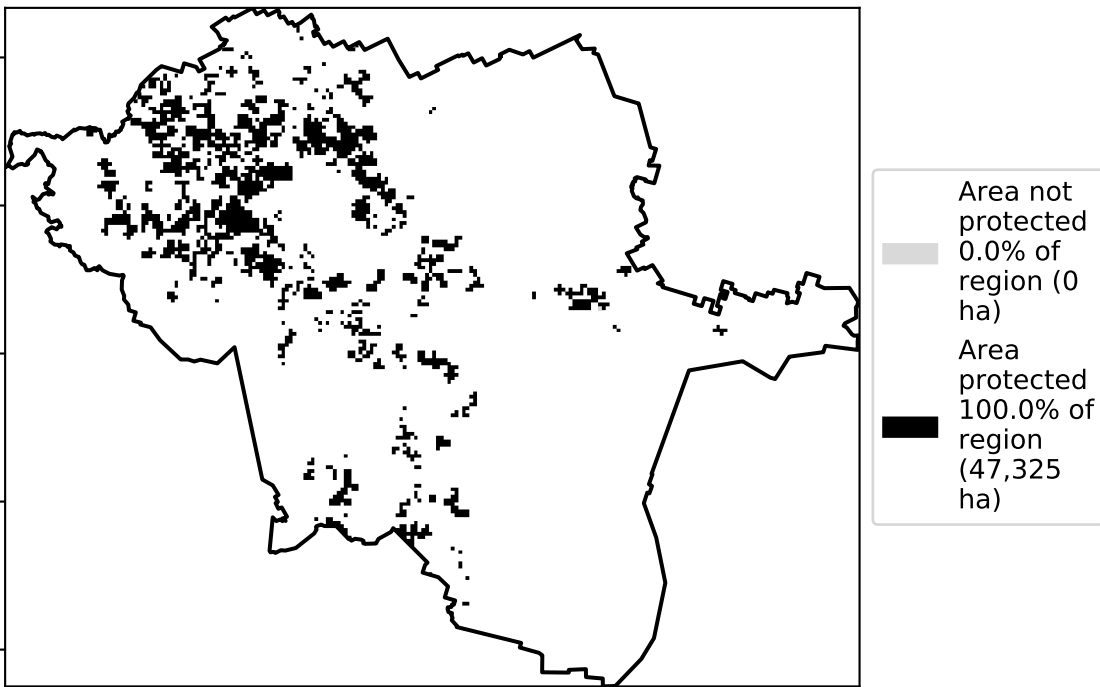 Area not
protected
0.0% of
region (0
ha)
Area
protected
100.0% of
region
(47,325
ha)